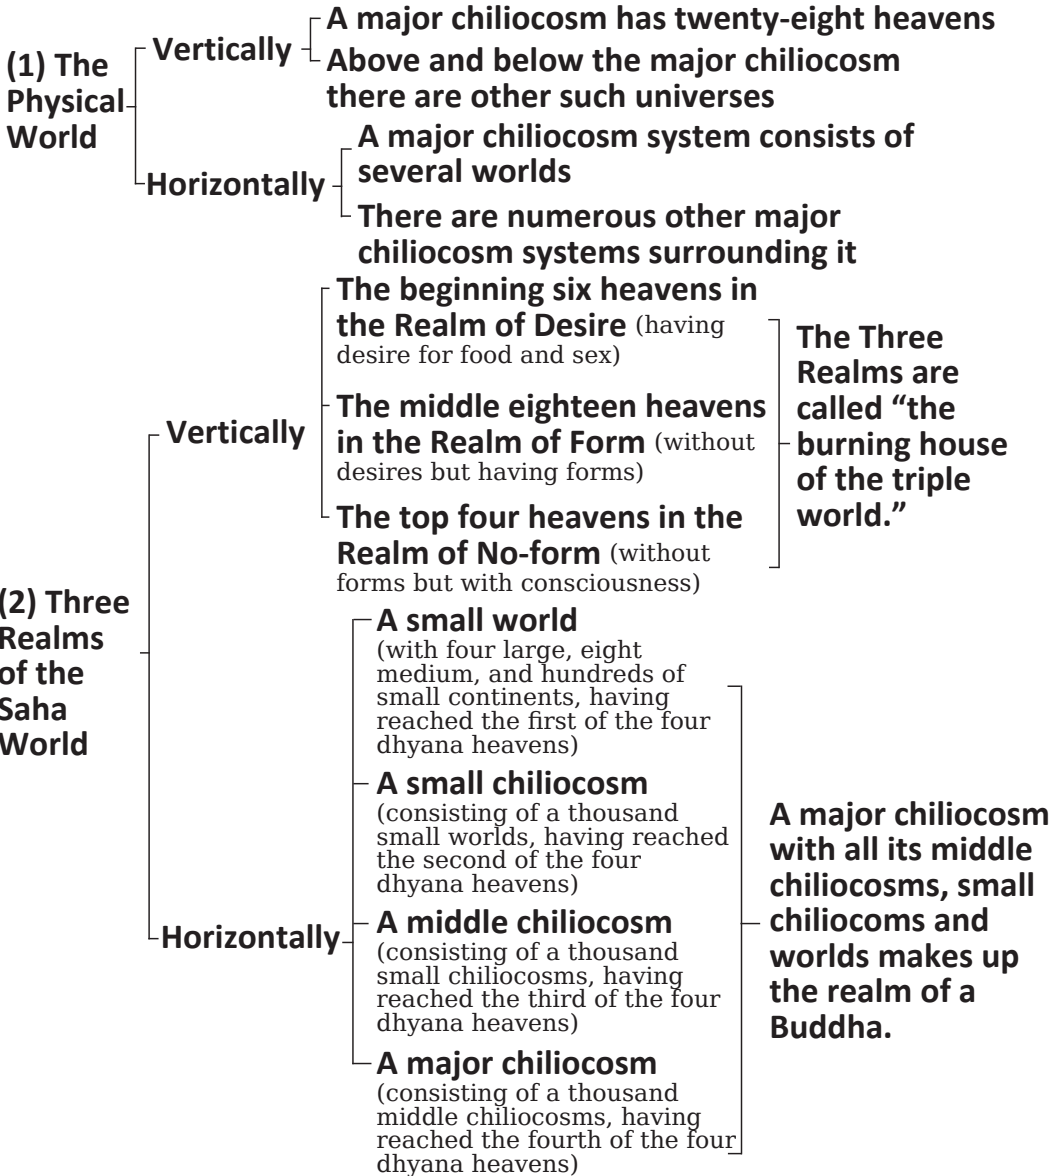 (1) The
Physical
World
Vertically
A major chiliocosm has twenty-eight heavens
Above and below the major chiliocosm
there are other such universes
Horizontally
A major chiliocosm system consists of
several worlds
There are numerous other major
chiliocosm systems surrounding it
(2) Three
Realms
of the
Saha
World
Vertically
The beginning six heavens in
the Realm of Desire (having
desire for food and sex)
The middle eighteen heavens
in the Realm of Form (without
desires but having forms)
The top four heavens in the
Realm of No-form (without
forms but with consciousness)
The Three
Realms are
called “the
burning house
of the triple
world.”
Horizontally
A small world
(with four large, eight
medium, and hundreds of
small continents, having
reached the first of the four
dhyana heavens)
A small chiliocosm
(consisting of a thousand
small worlds, having reached
the second of the four
dhyana heavens)
A middle chiliocosm
(consisting of a thousand
small chiliocosms, having
reached the third of the four
dhyana heavens)
A major chiliocosm
(consisting of a thousand
middle chiliocosms, having
reached the fourth of the four
dhyana heavens)
A major chiliocosm
with all its middle
chiliocosms, small
chiliocoms and
worlds makes up
the realm of a
Buddha.